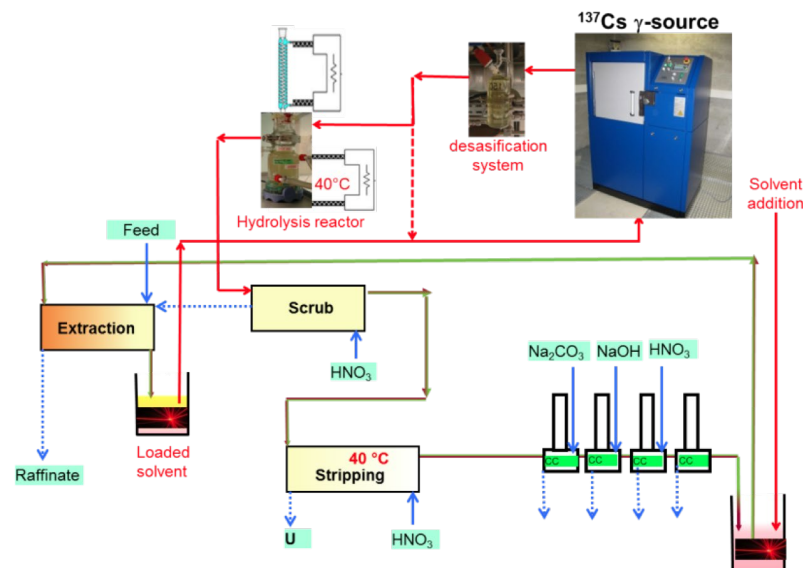 ¹³⁷Cs γ-source
desasification
system
40°C
Hydrolysis reactor
Solvent
addition
Feed
Extraction
Scrub
HNO₃
Na₂CO₃
NaOH
HNO₃
Loaded
solvent
Raffinate
40 °C
Stripping
CC
CC
CC
CC
U
HNO₃